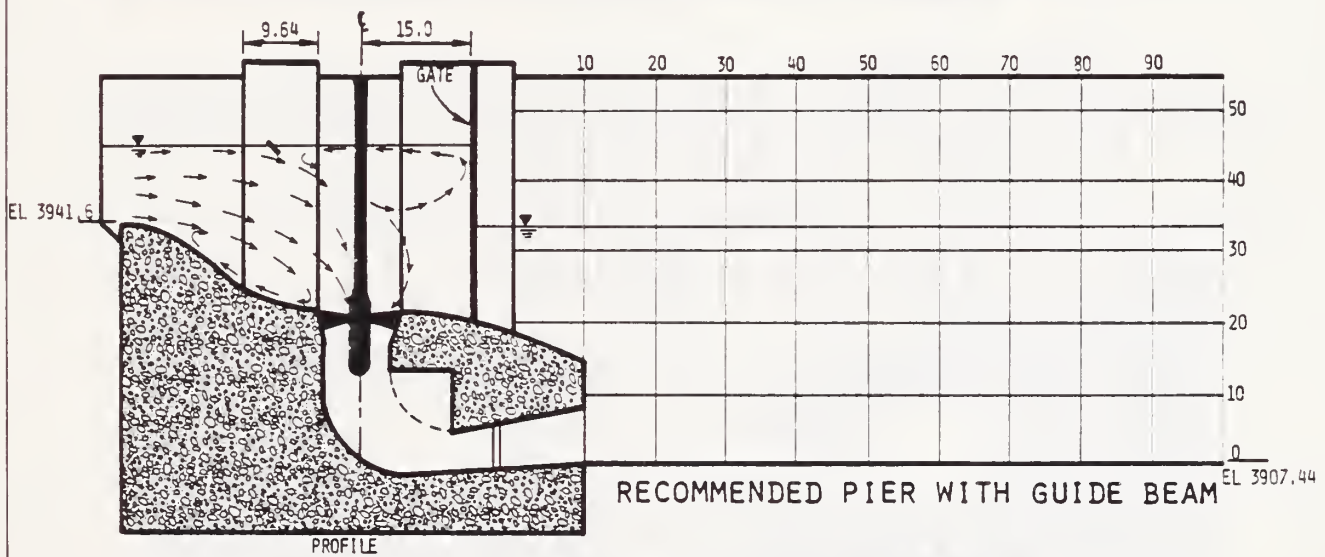 ℄
9.64 15.0
10 20 30 40 50 60 70 80 90
GATE
50
40
EL 3941.6
30
20
10
0
EL 3907.44
RECOMMENDED PIER WITH GUIDE BEAM
PROFILE